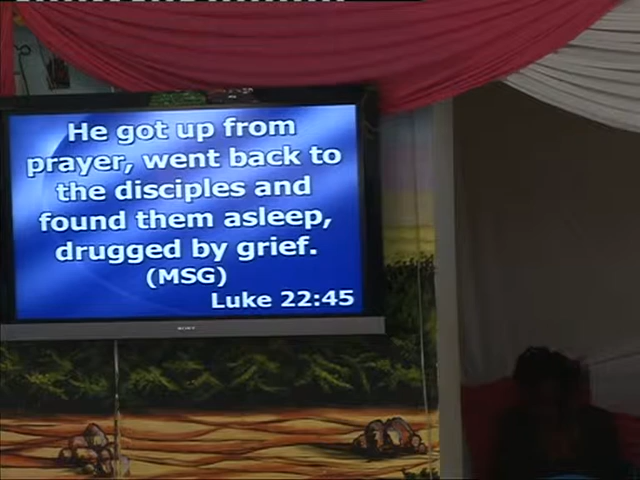 He got up from
prayer, went back to
the disciples and
found them asleep,
drugged by grief.
(MSG)
Luke 22:45
SONY